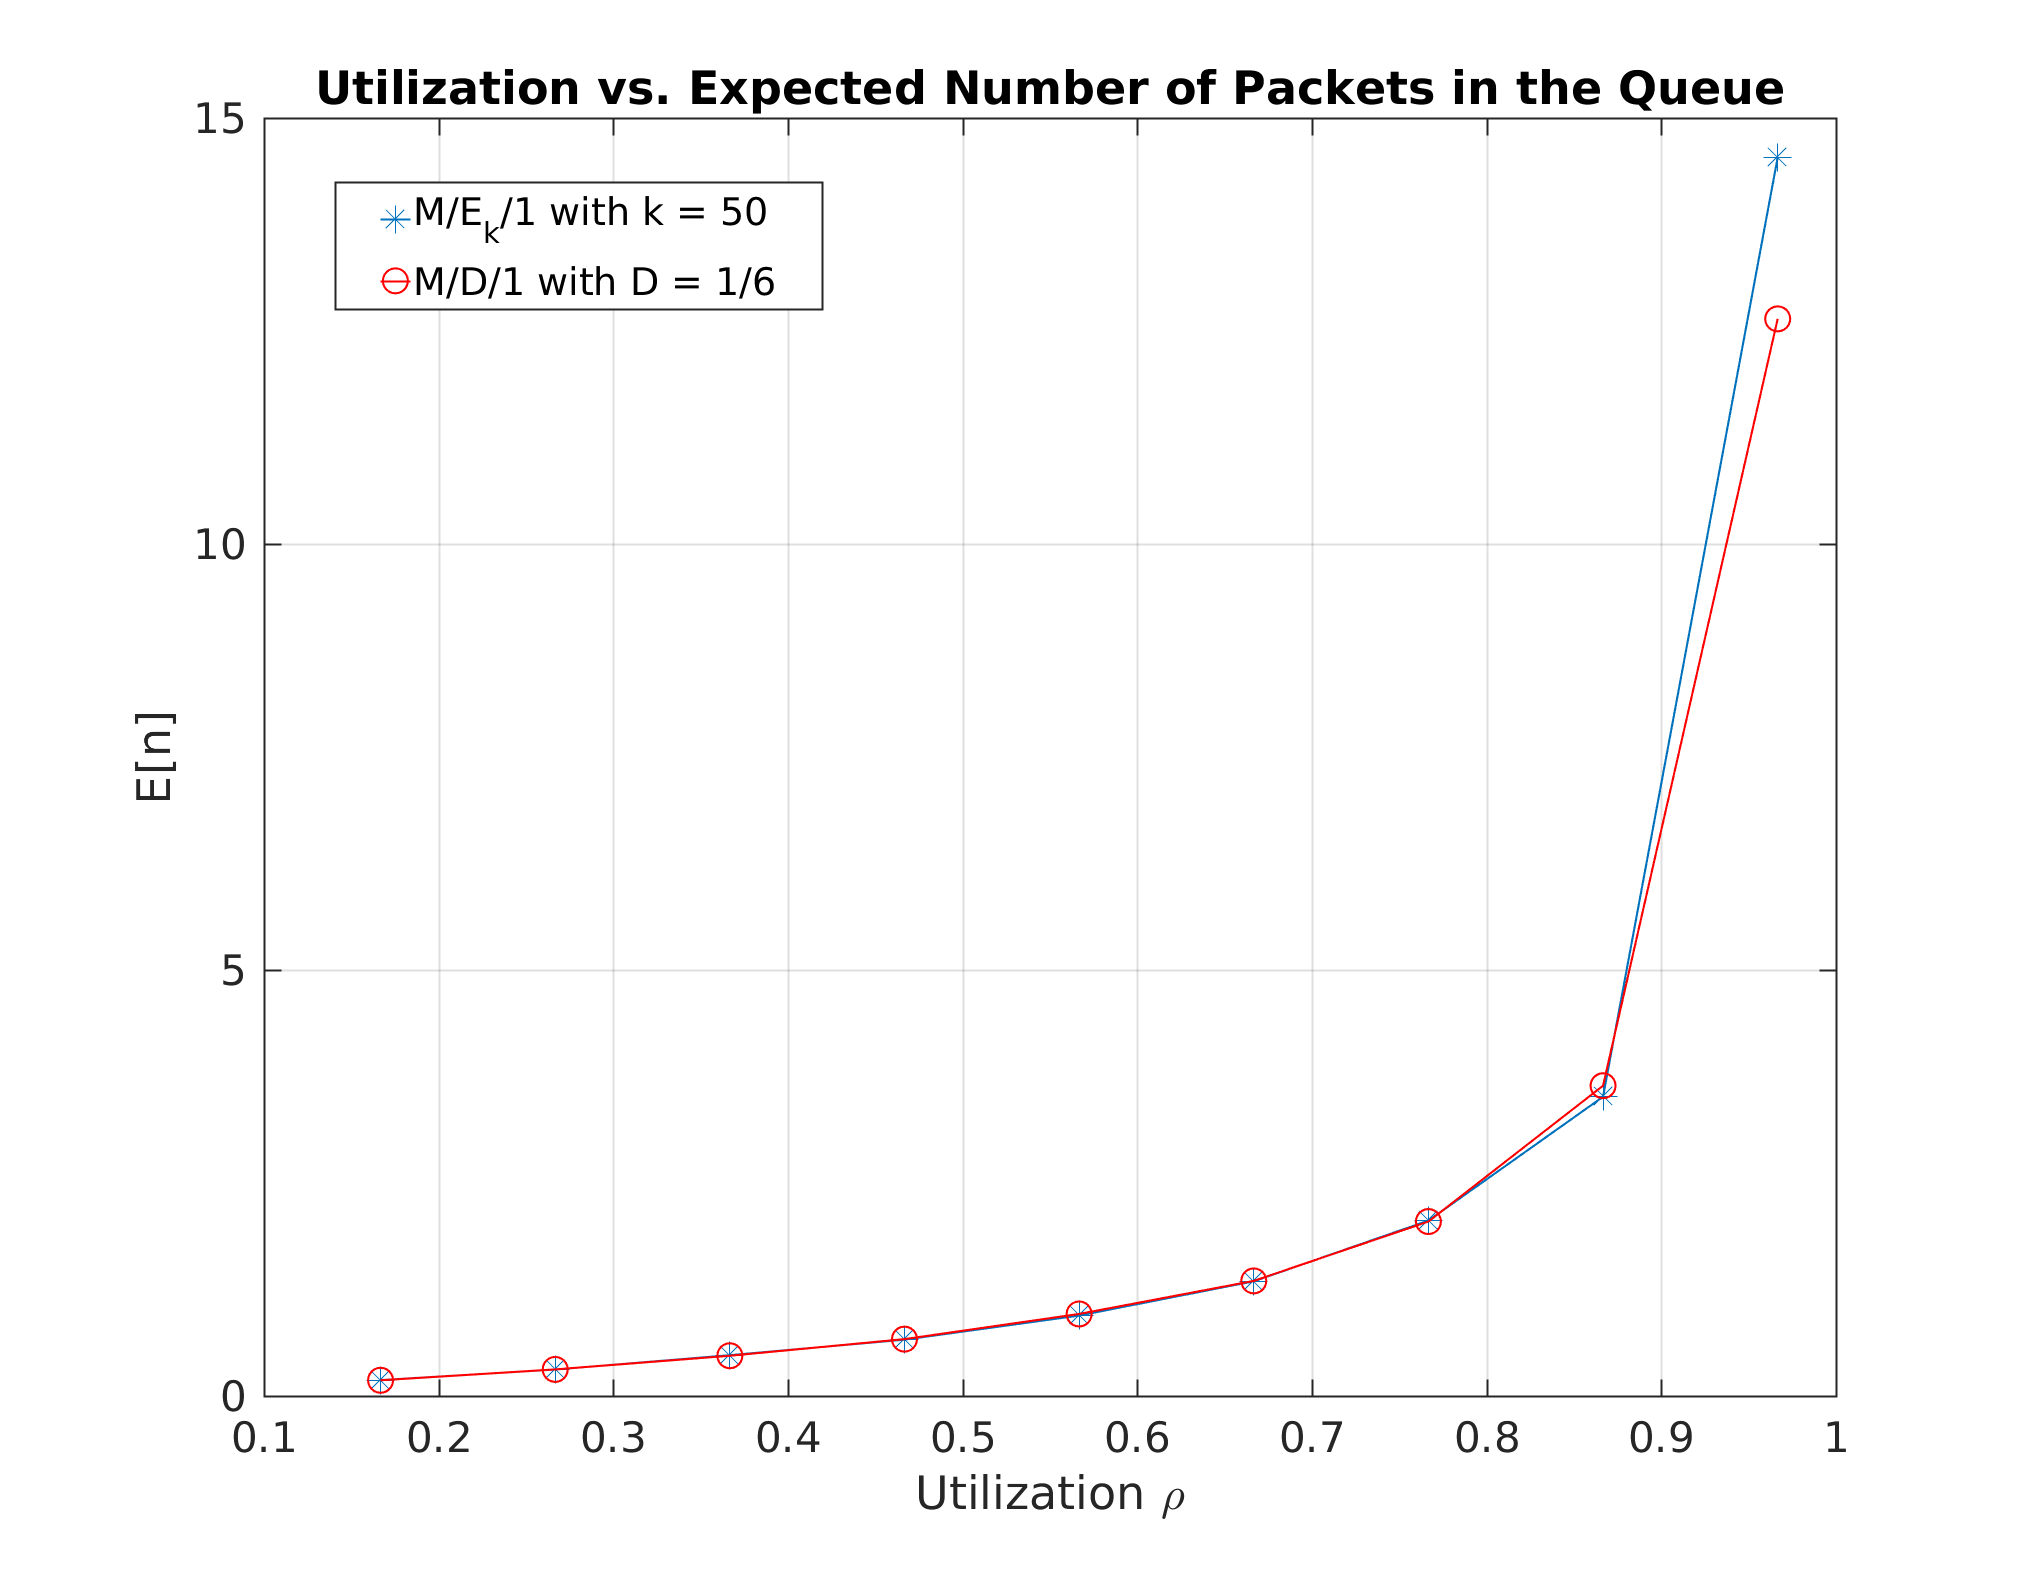 Utilization vs. Expected Number of Packets in the Queue
15
10
5
0
E[n]
M/E_k/1 with k = 50
M/D/1 with D = 1/6
0.1 0.2 0.3 0.4 0.5 0.6 0.7 0.8 0.9 1
Utilization ρ